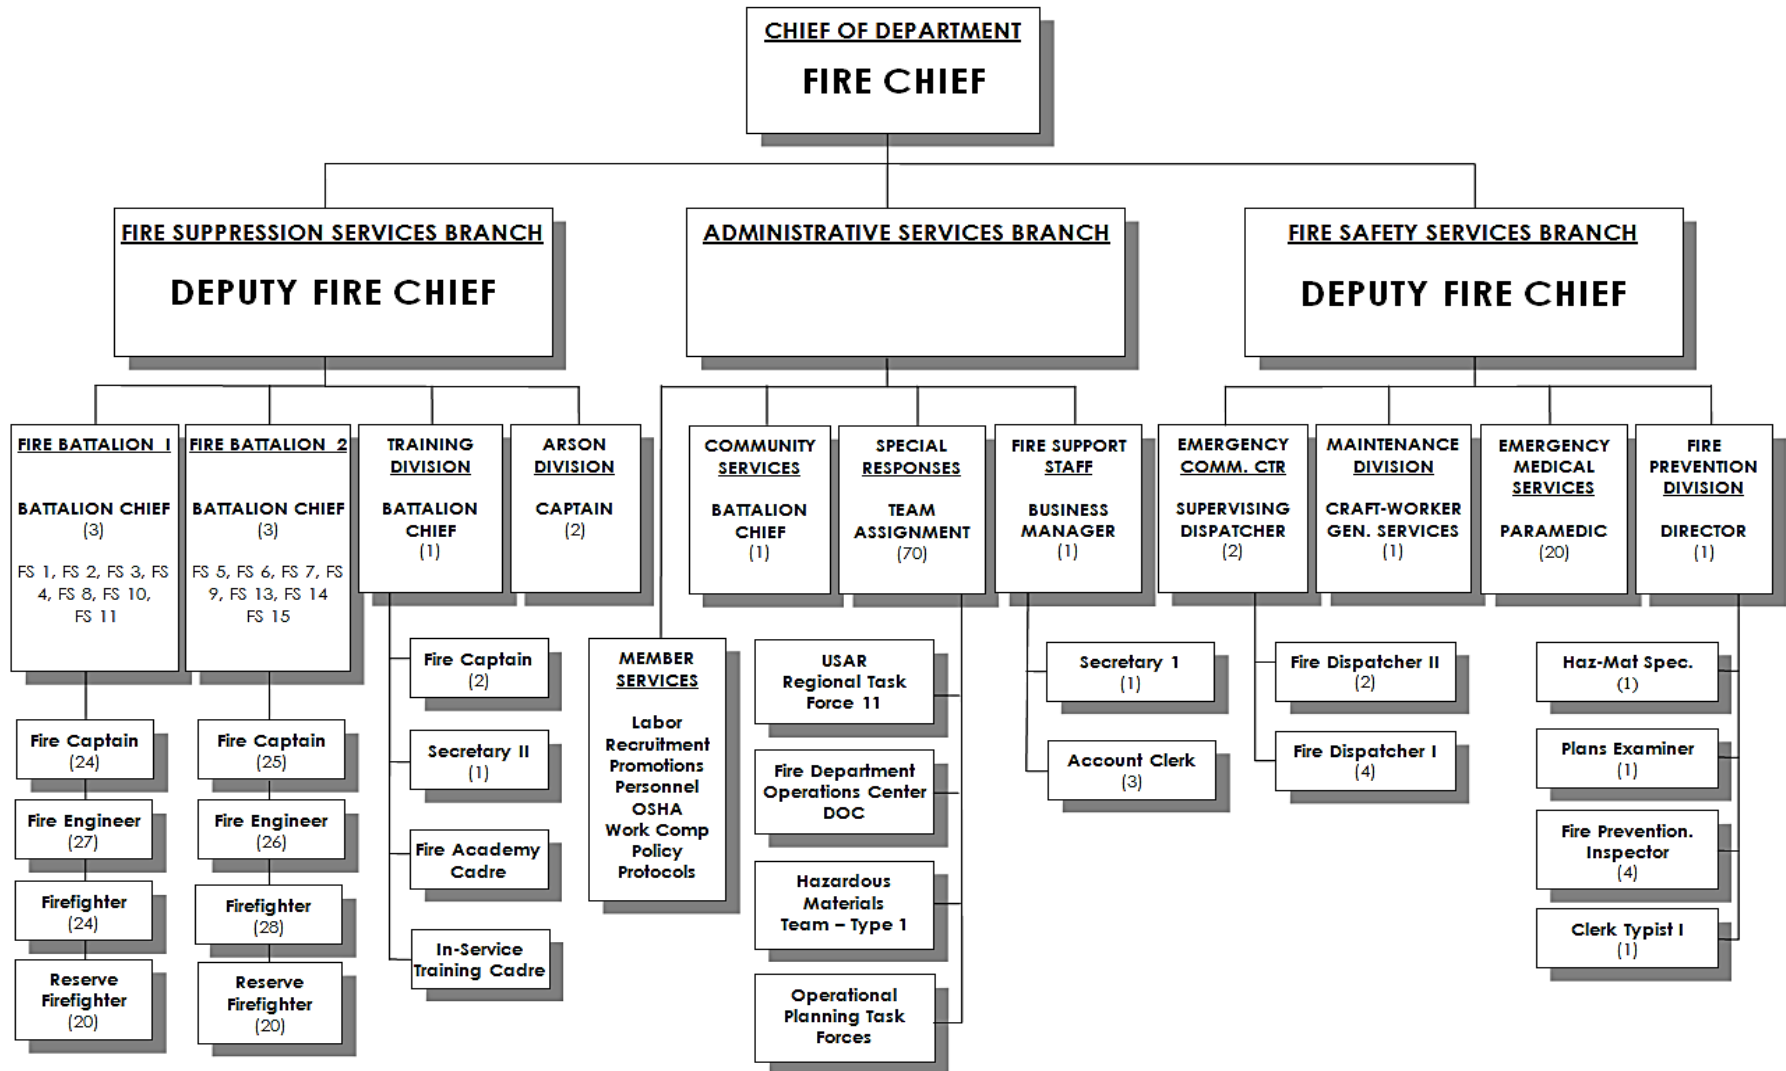 CHIEF OF DEPARTMENT
FIRE CHIEF
FIRE SUPPRESSION SERVICES BRANCH
DEPUTY FIRE CHIEF
ADMINISTRATIVE SERVICES BRANCH
FIRE SAFETY SERVICES BRANCH
DEPUTY FIRE CHIEF
FIRE BATTALION 1
BATTALION CHIEF
(3)
FS 1, FS 2, FS 3, FS
4, FS 8, FS 10,
FS 11
Fire Captain
(24)
Fire Engineer
(27)
Firefighter
(24)
Reserve
Firefighter
(20)
FIRE BATTALION 2
BATTALION CHIEF
(3)
FS 5, FS 6, FS 7, FS
9, FS 13, FS 14
FS 15
Fire Captain
(25)
Fire Engineer
(26)
Firefighter
(28)
Reserve
Firefighter
(20)
TRAINING
DIVISION
BATTALION
CHIEF
(1)
Fire Captain
(2)
Secretary II
(1)
Fire Academy
Cadre
In-Service
Training Cadre
ARSON
DIVISION
CAPTAIN
(2)
MEMBER
SERVICES
Labor
Recruitment
Promotions
Personnel
OSHA
Work Comp
Policy
Protocols
COMMUNITY
SERVICES
BATTALION
CHIEF
(1)
SPECIAL
RESPONSES
TEAM
ASSIGNMENT
(70)
USAR
Regional Task
Force 11
Fire Department
Operations Center
DOC
Hazardous
Materials
Team – Type 1
Operational
Planning Task
Forces
FIRE SUPPORT
STAFF
BUSINESS
MANAGER
(1)
Secretary 1
(1)
Account Clerk
(3)
EMERGENCY
COMM. CTR
SUPERVISING
DISPATCHER
(2)
Fire Dispatcher II
(2)
Fire Dispatcher I
(4)
MAINTENANCE
DIVISION
CRAFT-WORKER
GEN. SERVICES
(1)
EMERGENCY
MEDICAL
SERVICES
PARAMEDIC
(20)
FIRE
PREVENTION
DIVISION
DIRECTOR
(1)
Haz-Mat Spec.
(1)
Plans Examiner
(1)
Fire Prevention.
Inspector
(4)
Clerk Typist I
(1)